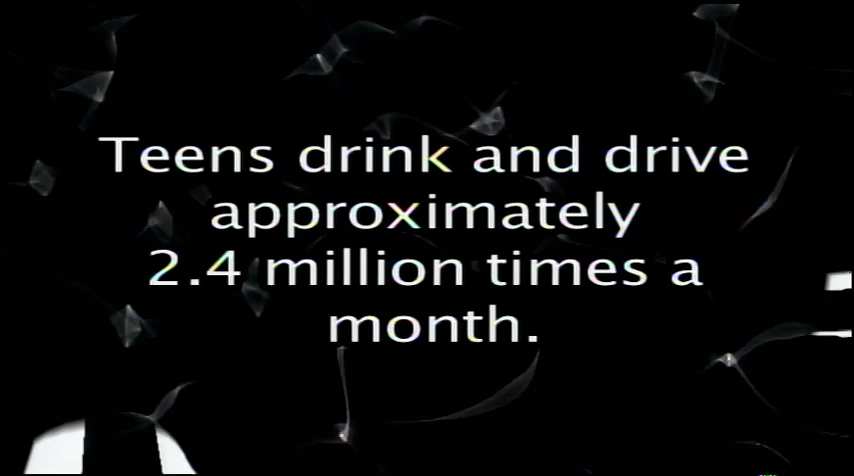 Teens drink and drive
approximately
2.4 million times a
month.